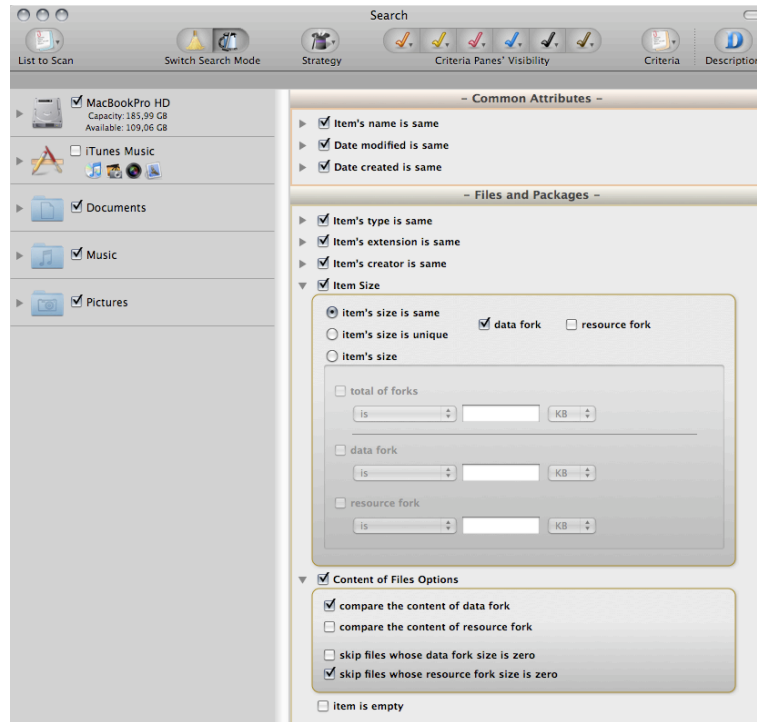 Search
List to Scan
Switch Search Mode
Strategy
Criteria Panes' Visibility
Criteria
Description
MacBookPro HD
Capacity: 185,99 GB
Available: 109,06 GB
iTunes Music
Documents
Music
Pictures
– Common Attributes –
Item's name is same
Date modified is same
Date created is same
– Files and Packages –
Item's type is same
Item's extension is same
Item's creator is same
Item Size
item's size is same
data fork
resource fork
item's size is unique
item's size
total of forks
is
KB
data fork
is
KB
resource fork
is
KB
Content of Files Options
compare the content of data fork
compare the content of resource fork
skip files whose data fork size is zero
skip files whose resource fork size is zero
item is empty